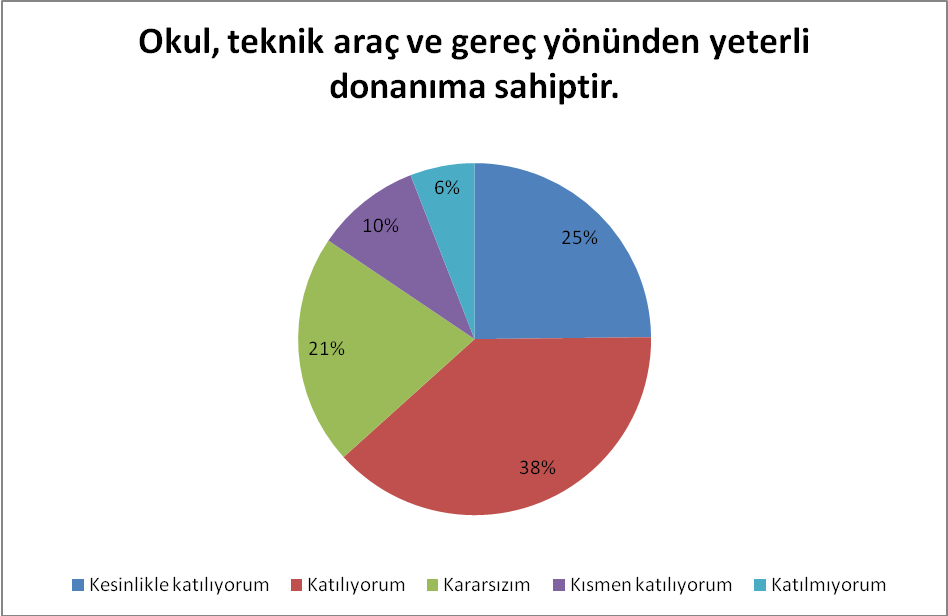 Okul, teknik araç ve gereç yönünden yeterli
donanıma sahiptir.
6%
25%
10%
21%
38%
Kesinlikle katılıyorum Katılıyorum Kararsızım Kısmen katılıyorum Katılmıyorum